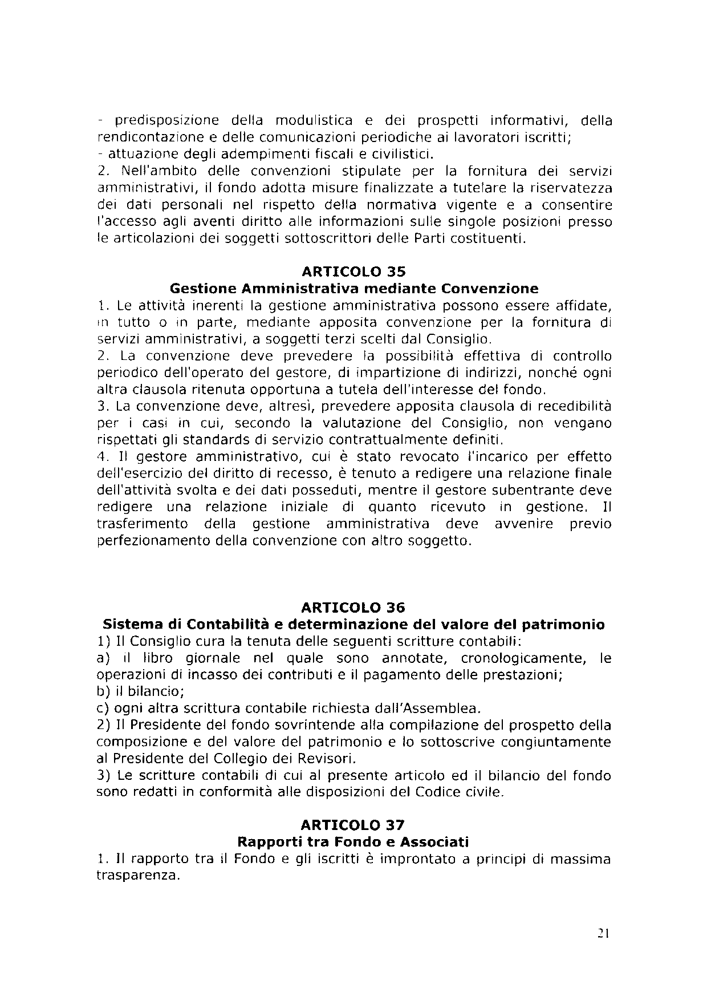 - predisposizione della modulistica e dei prospetti informativi, della
rendicontazione e delle comunicazioni periodiche ai lavoratori iscritti;
- attuazione degli adempimenti fiscali e civilistici.
2. Nell'ambito delle convenzioni stipulate per la fornitura dei servizi
amministrativi, il fondo adotta misure finalizzate a tutelare la riservatezza
dei dati personali nel rispetto della normativa vigente e a consentire
l'accesso agli aventi diritto alle informazioni sulle singole posizioni presso
le articolazioni dei soggetti sottoscrittori delle Parti costituenti.
ARTICOLO 35
Gestione Amministrativa mediante Convenzione
1. Le attività inerenti la gestione amministrativa possono essere affidate,
in tutto o in parte, mediante apposita convenzione per la fornitura di
servizi amministrativi, a soggetti terzi scelti dal Consiglio.
2. La convenzione deve prevedere la possibilità effettiva di controllo
periodico dell'operato del gestore, di impartizione di indirizzi, nonché ogni
altra clausola ritenuta opportuna a tutela dell'interesse del fondo.
3. La convenzione deve, altresì, prevedere apposita clausola di recedibilità
per i casi in cui, secondo la valutazione del Consiglio, non vengano
rispettati gli standards di servizio contrattualmente definiti.
4. Il gestore amministrativo, cui è stato revocato l'incarico per effetto
dell'esercizio del diritto di recesso, è tenuto a redigere una relazione finale
dell'attività svolta e dei dati posseduti, mentre il gestore subentrante deve
redigere una relazione iniziale di quanto ricevuto in gestione. Il
trasferimento della gestione amministrativa deve avvenire previo
perfezionamento della convenzione con altro soggetto.
ARTICOLO 36
Sistema di Contabilità e determinazione del valore del patrimonio
1) Il Consiglio cura la tenuta delle seguenti scritture contabili:
a) il libro giornale nel quale sono annotate, cronologicamente, le
operazioni di incasso dei contributi e il pagamento delle prestazioni;
b) il bilancio;
c) ogni altra scrittura contabile richiesta dall'Assemblea.
2) Il Presidente del fondo sovrintende alla compilazione del prospetto della
composizione e del valore del patrimonio e lo sottoscrive congiuntamente
al Presidente del Collegio dei Revisori.
3) Le scritture contabili di cui al presente articolo ed il bilancio del fondo
sono redatti in conformità alle disposizioni del Codice civile.
ARTICOLO 37
Rapporti tra Fondo e Associati
1. Il rapporto tra il Fondo e gli iscritti è improntato a principi di massima
trasparenza.
21